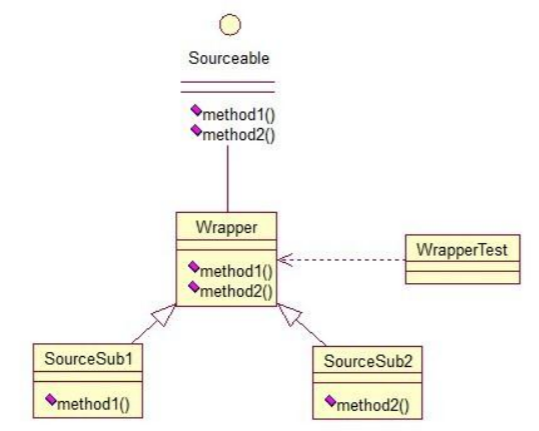 Sourceable
method1()
method2()
Wrapper
method1()
method2()
WrapperTest
SourceSub1
method1()
SourceSub2
method2()